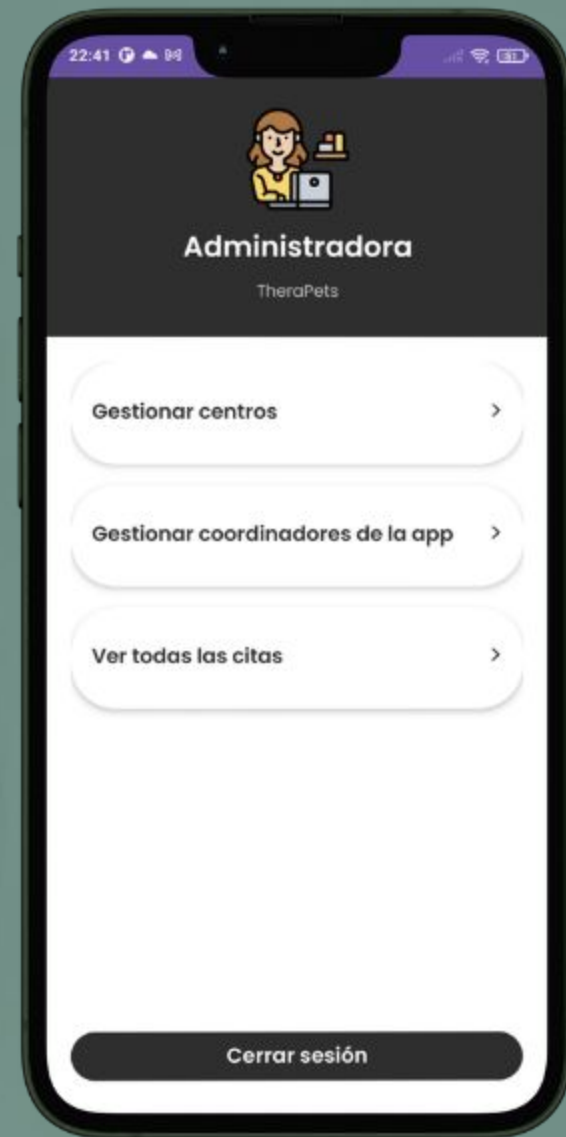 22:41
Administradora
TheraPets
Gestionar centros
Gestionar coordinadores de la app
Ver todas las citas
Cerrar sesión